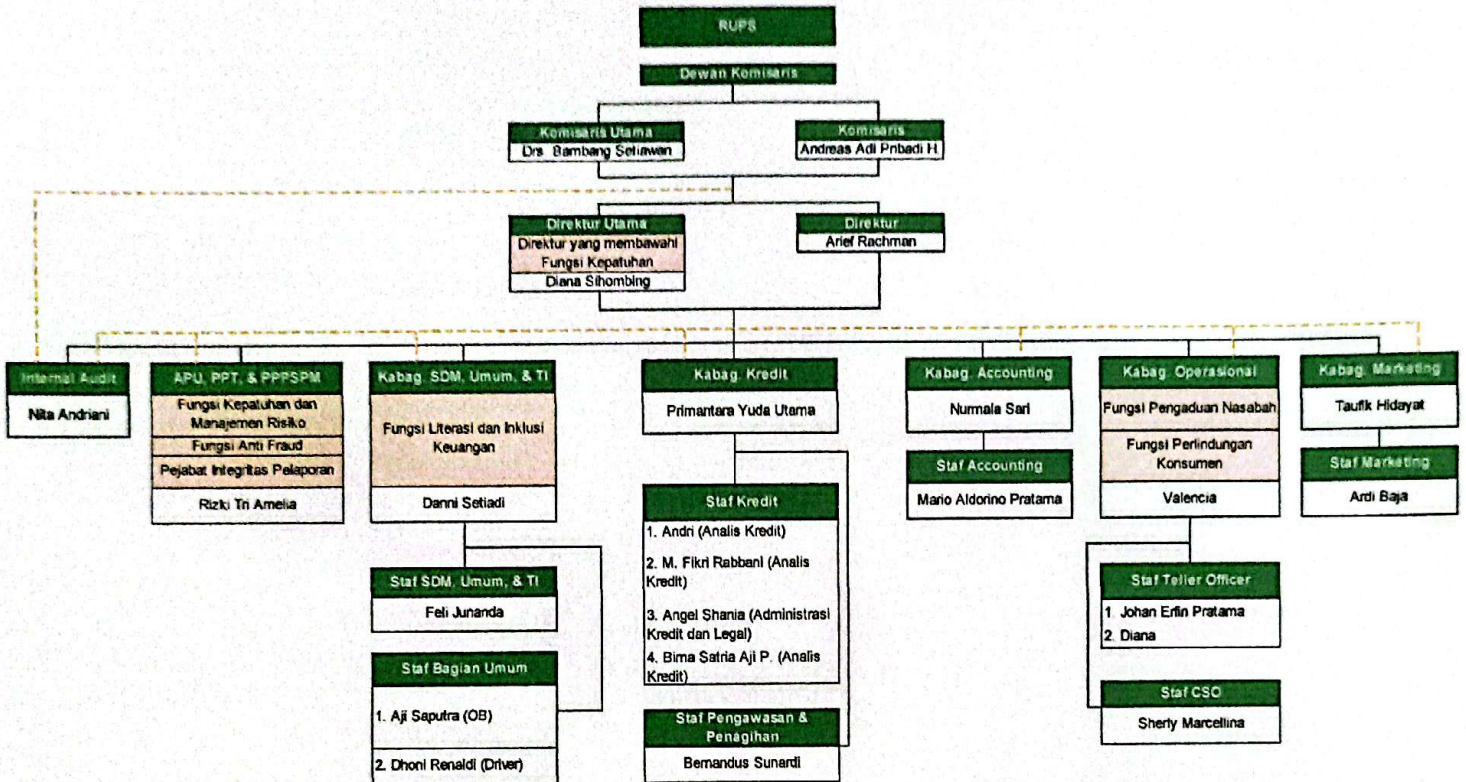 RUPS
Dewan Komisaris
Komisaris Utama
Drs. Bambang Setiawan
Komisaris
Andreas Adi Pribadi H.
Direktur Utama
Direktur yang membawahi
Fungsi Kepatuhan
Diana Sihombing
Direktur
Arief Rachman
Internal Audit
Nita Andriani
APU, PPT, & PPPSPM
Fungsi Kepatuhan dan
Manajemen Risiko
Fungsi Anti Fraud
Pejabat Integritas Pelaporan
Rizki Tri Amelia
Kabag. SDM, Umum, & TI
Fungsi Literasi dan Inklusi
Keuangan
Danni Setiadi
Staf SDM, Umum, & TI
Feli Junanda
Staf Bagian Umum
1. Aji Saputra (OB)
2. Dhoni Renaldi (Driver)
Kabag. Kredit
Primantara Yuda Utama
Staf Kredit
1. Andri (Analis Kredit)
2. M. Fikri Rabbani (Analis
Kredit)
3. Angel Shania (Administrasi
Kredit dan Legal)
4. Bima Satria Aji P. (Analis
Kredit)
Staf Pengawasan &
Penagihan
Bernandus Sunardi
Kabag. Accounting
Nurmala Sari
Staf Accounting
Mario Aldorino Pratama
Kabag. Operasional
Fungsi Pengaduan Nasabah
Fungsi Perlindungan
Konsumen
Valencia
Staf Teller Officer
1. Johan Erfin Pratama
2. Diana
Staf CSO
Sherly Marcellina
Kabag. Marketing
Taufik Hidayat
Staf Marketing
Ardi Baja